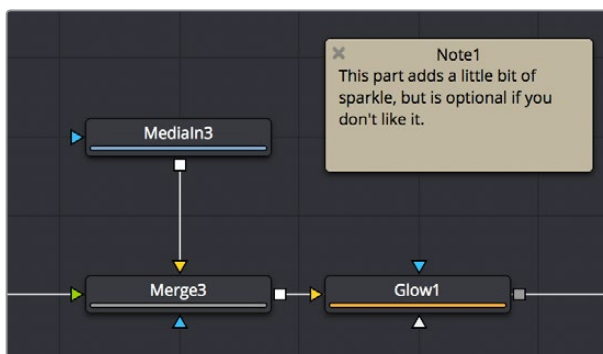 Note1
This part adds a little bit of
sparkle, but is optional if you
don't like it.
MediaIn3
Merge3
Glow1